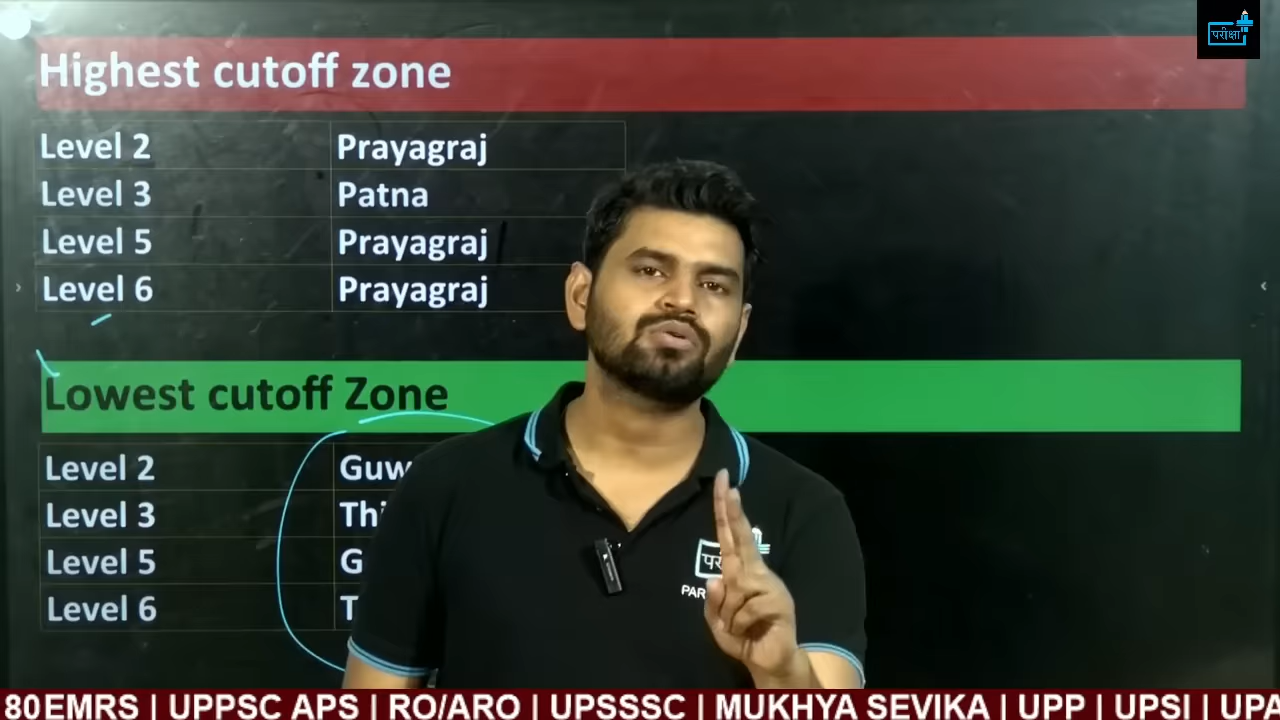 परीक्षा
Highest cutoff zone
Level 2 Prayagraj
Level 3 Patna
Level 5 Prayagraj
Level 6 Prayagraj
Lowest cutoff Zone
Level 2 Guw
Level 3 Thi
Level 5 G
Level 6 T
80EMRS | UPPSC APS | RO/ARO | UPSSSC | MUKHYA SEVIKA | UPP | UPSI | UPA